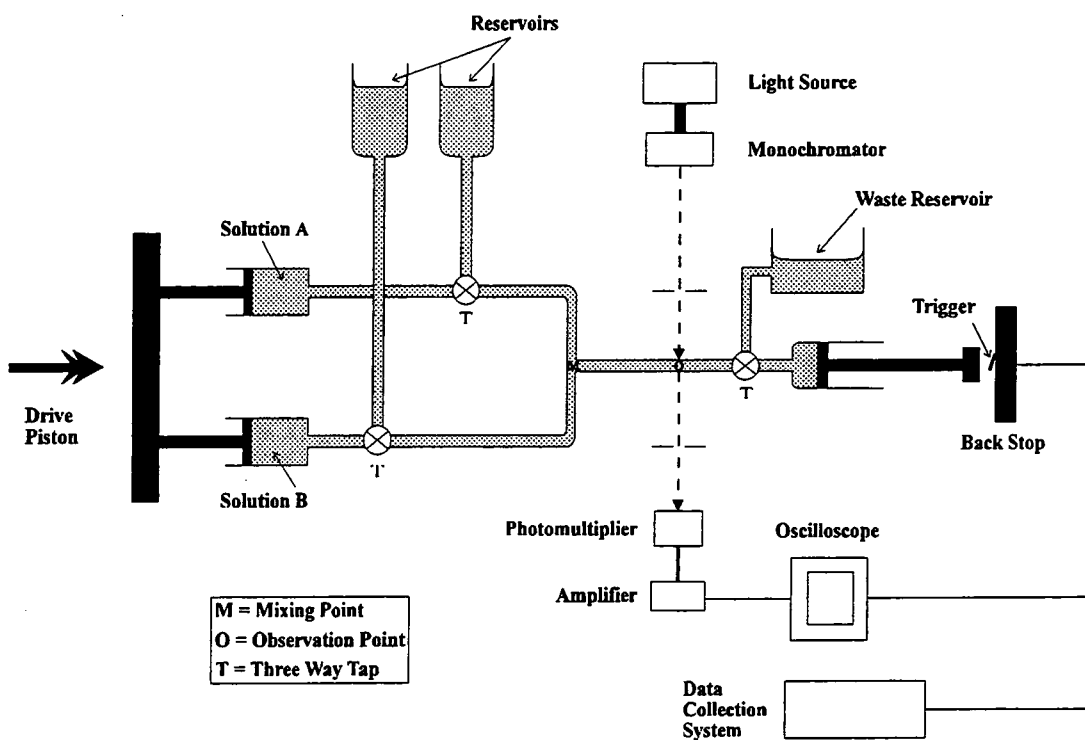 Reservoirs
Light Source
Monochromator
Waste Reservoir
Solution A
T
Trigger
M
O
T
Drive
Piston
T
Back Stop
Solution B
Photomultiplier
Oscilloscope
Amplifier
M = Mixing Point
O = Observation Point
T = Three Way Tap
Data
Collection
System